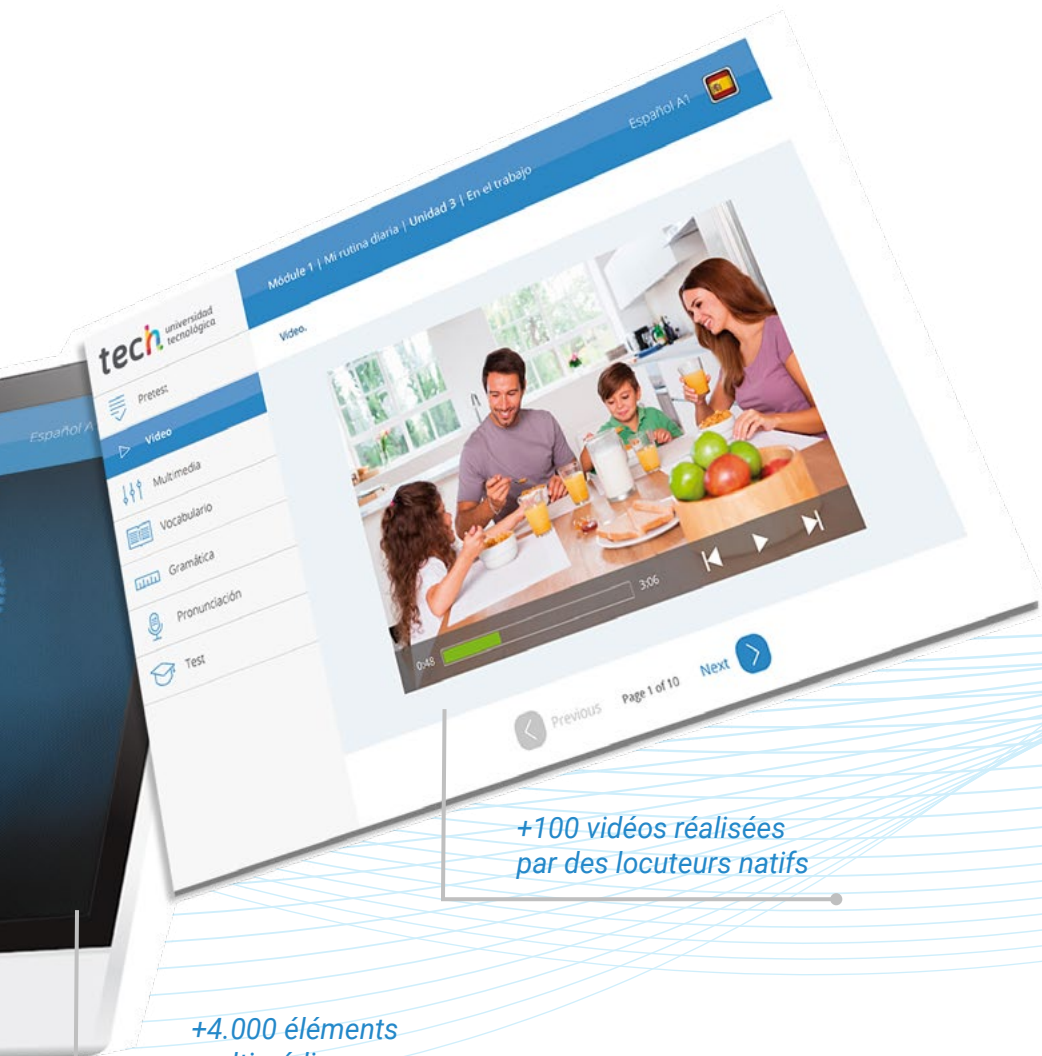 Español A1
Módule 1 | Mi rutina diaria | Unidad 3 | En el trabajo
tech universidad
tecnológica
Pretest
Video
Multimedia
Vocabulario
Gramática
Pronunciación
Test
Video.
0:48
3:06
Previous
Page 1 of 10
Next
Español A
+100 vidéos réalisées
par des locuteurs natifs
+4.000 éléments